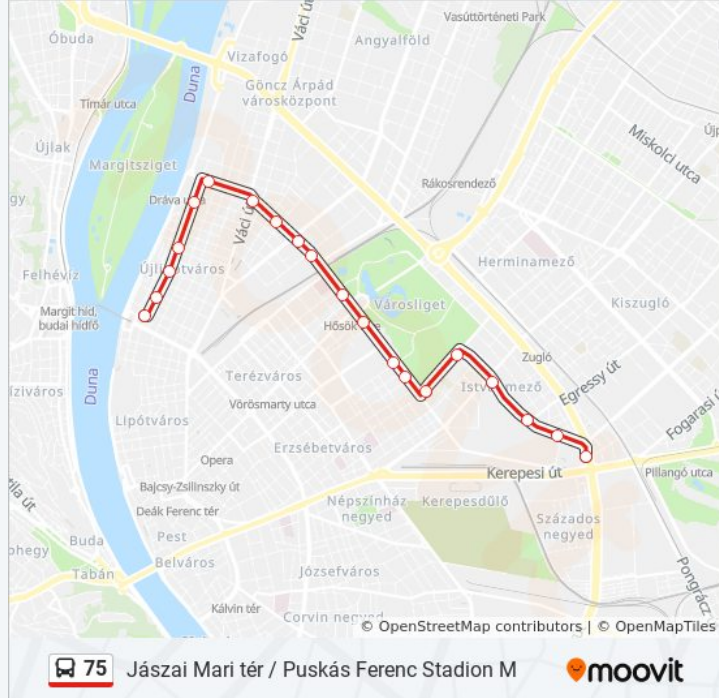 Vasúttörténeti Park
Óbuda
Váci út
Angyalföld
Vizafogó
Duna
Göncz Árpád
városközpont
Tímár utca
Miskolci utca
Újlak
Margitsziget
Rákosrendező
Dráva u
Váci út
Herminamező
Felhévíz
Újlipótváros
Városliget
Kiszugló
Margit híd,
budai hídfő
Hősök
Zugló
Egressy út
Terézváros
Duna
Vörösmarty utca
Fogarasi ú
Lipótváros
Erzsébetváros
Opera
Kerepesi út
Pillangó utca
Bajcsy-Zsilinszky út
Népszínház
negyed
Kerepesdűlő
Deák Ferenc tér
Százados
negyed
Buda
Pest
Belváros
Tabán
Józsefváros
Pongrácz
Kálvin tér
Corvin negyed
© OpenStreetMap contributors | © OpenMapTiles
75 Jászai Mari tér / Puskás Ferenc Stadion M
moovit